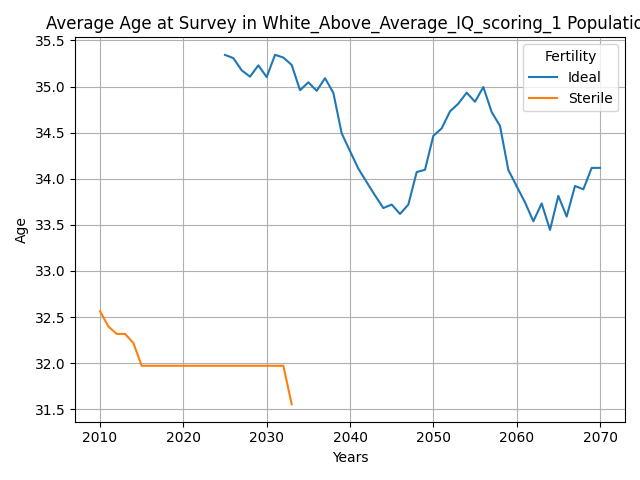 Average Age at Survey in White_Above_Average_IQ_scoring_1 Populatio
35.5
35.0
34.5
34.0
33.5
33.0
32.5
32.0
31.5
Age
Fertility
Ideal
Sterile
2010 2020 2030 2040 2050 2060 2070
Years